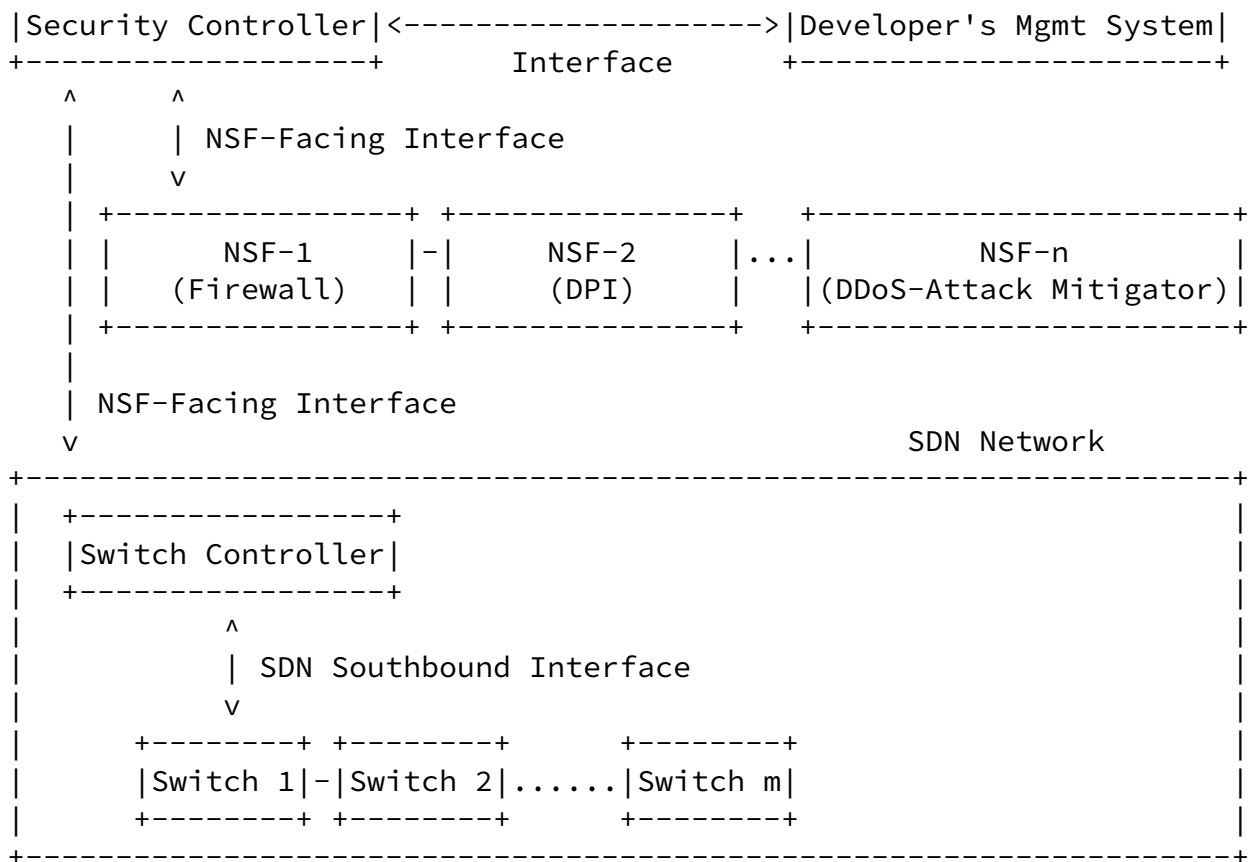 |Security Controller|<-------------------->|Developer's Mgmt System|
+-------------------+       Interface      +-----------------------+
   ^     ^
   |     | NSF-Facing Interface
   |     v
   | +----------------+ +---------------+   +-----------------------+
   | |      NSF-1     |-|     NSF-2     |...|         NSF-n         |
   | |   (Firewall)   | |     (DPI)     |   |(DDoS-Attack Mitigator)|
   | +----------------+ +---------------+   +-----------------------+
   |
   | NSF-Facing Interface
   v                                              SDN Network
+-------------------------------------------------------------------+
|  +-----------------+                                              |
|  |Switch Controller|                                              |
|  +-----------------+                                              |
|           ^                                                       |
|           | SDN Southbound Interface                              |
|           v                                                       |
|      +--------+ +--------+      +--------+                        |
|      |Switch 1|-|Switch 2|......|Switch m|                        |
|      +--------+ +--------+      +--------+                        |
+-------------------------------------------------------------------+